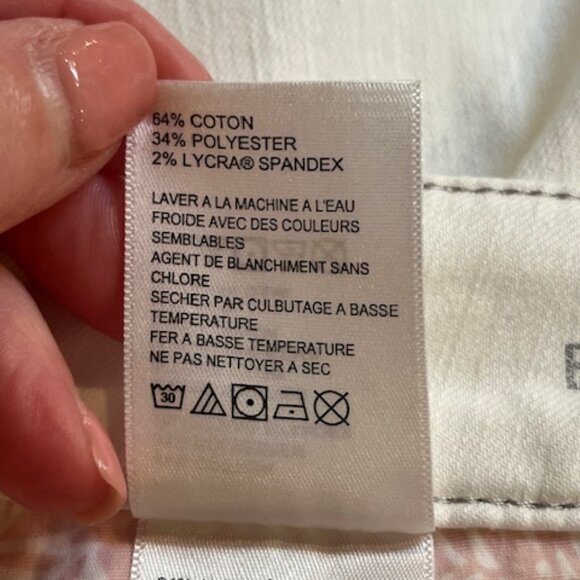 64% COTON
34% POLYESTER
2% LYCRA® SPANDEX
LAVER A LA MACHINE A L'EAU
FROIDE AVEC DES COULEURS
SEMBLABLES
AGENT DE BLANCHIMENT SANS
CHLORE
SECHER PAR CULBUTAGE A BASSE
TEMPERATURE
FER A BASSE TEMPERATURE
NE PAS NETTOYER A SEC
30